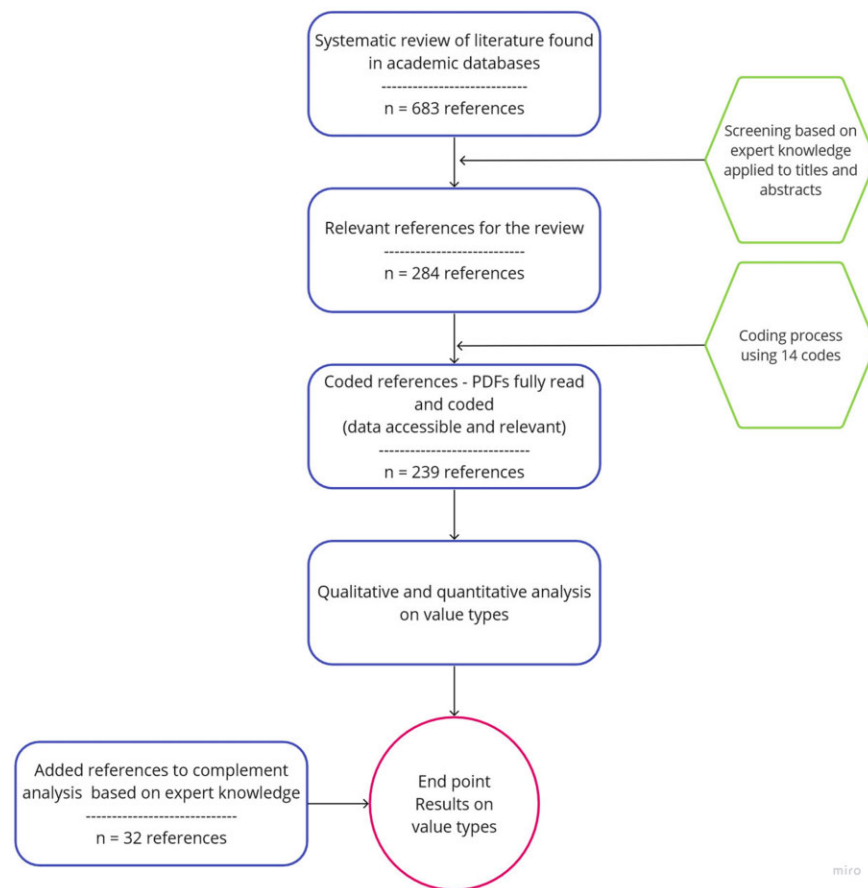 Systematic review of literature found
in academic databases
----------------------------
n = 683 references
Screening based on
expert knowledge
applied to titles and
abstracts
Relevant references for the review
---------------------------
n = 284 references
Coding process
using 14 codes
Coded references - PDFs fully read
and coded
(data accessible and relevant)
-----------------------------
n = 239 references
Qualitative and quantitative analysis
on value types
Added references to complement
analysis based on expert knowledge
-----------------------------
n = 32 references
End point
Results on
value types
miro